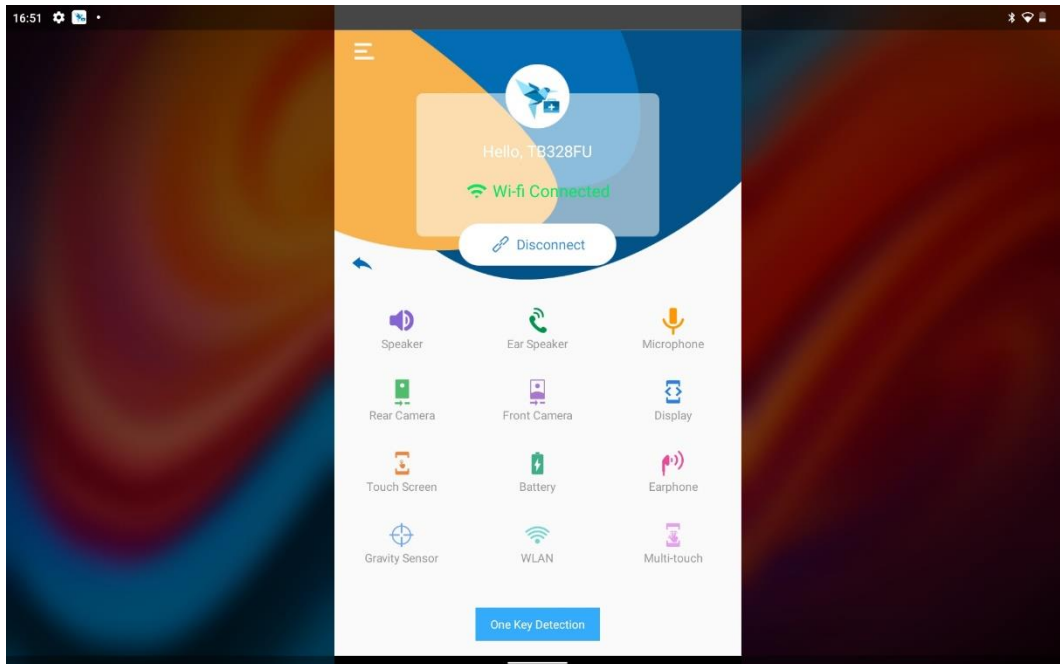 16:51
Hello, TB328FU
Wi-fi Connected
Disconnect
Speaker
Ear Speaker
Microphone
Rear Camera
Front Camera
Display
Touch Screen
Battery
Earphone
Gravity Sensor
WLAN
Multi-touch
One Key Detection